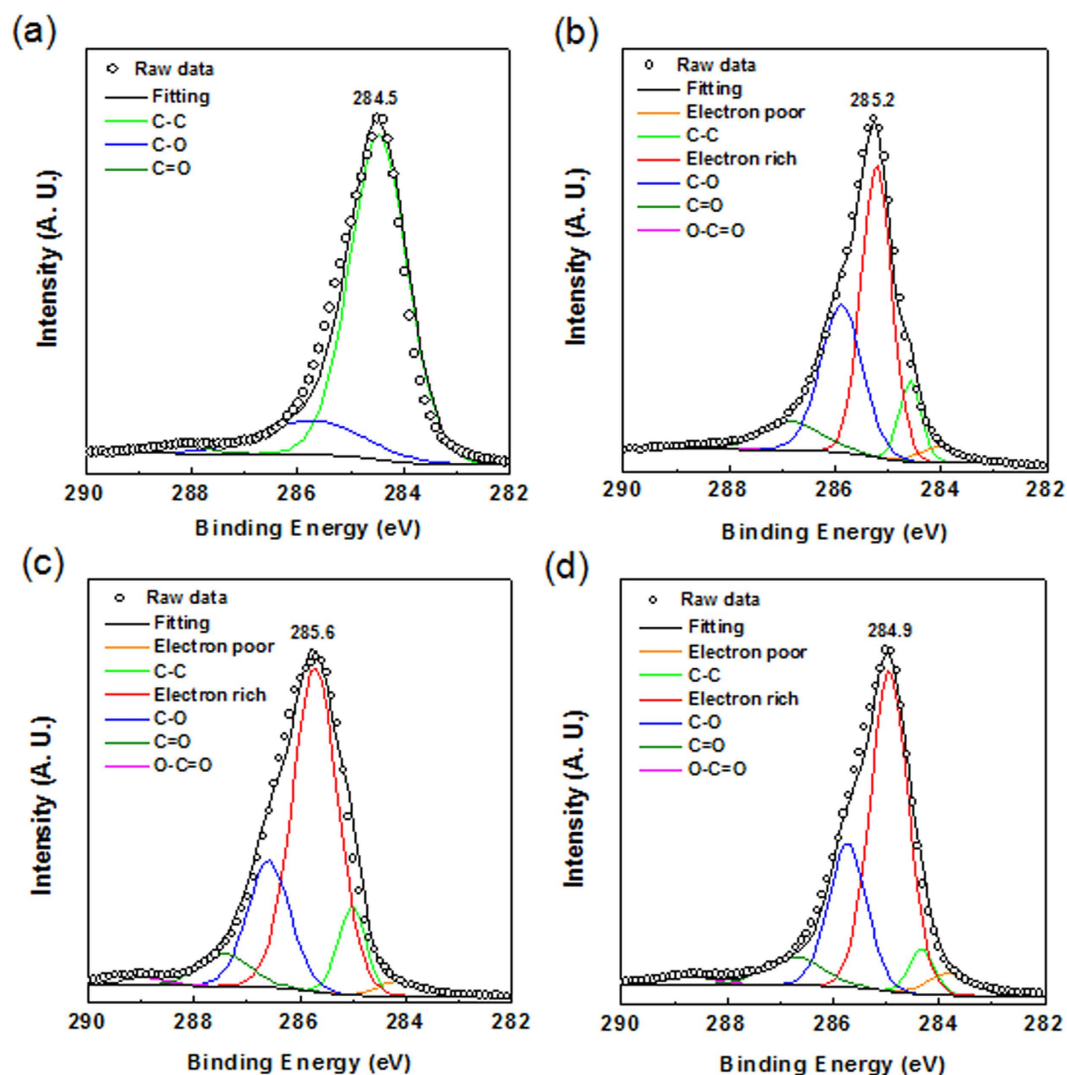 (a)
Raw data
Fitting
C-C
C-O
C=O
284.5
Intensity (A. U.)
290 288 286 284 282
Binding Energy (eV)
(b)
Raw data
Fitting
Electron poor
C-C
Electron rich
C-O
C=O
O-C=O
285.2
Intensity (A. U.)
290 288 286 284 282
Binding Energy (eV)
(c)
Raw data
Fitting
Electron poor
C-C
Electron rich
C-O
C=O
O-C=O
285.6
Intensity (A. U.)
290 288 286 284 282
Binding Energy (eV)
(d)
Raw data
Fitting
Electron poor
C-C
Electron rich
C-O
C=O
O-C=O
284.9
Intensity (A. U.)
290 288 286 284 282
Binding Energy (eV)